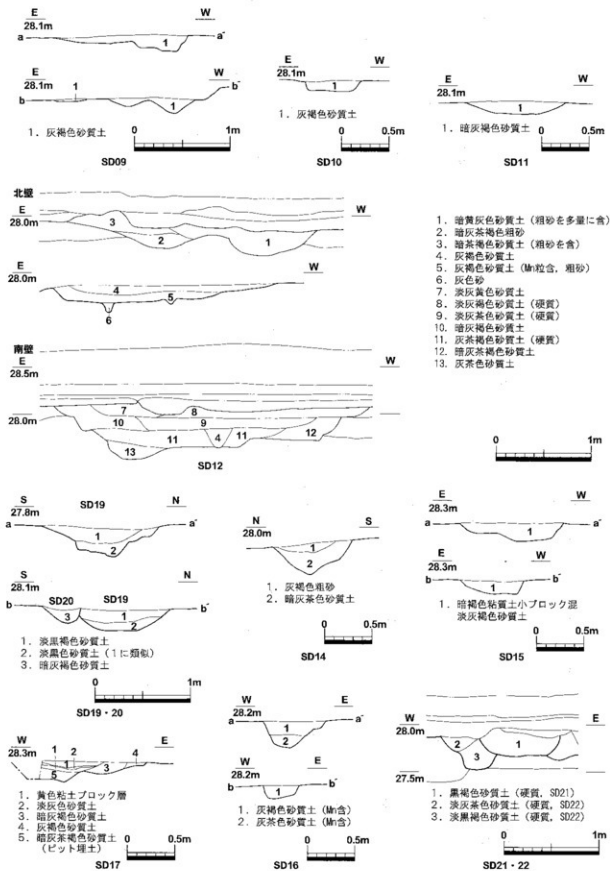 E W
28.1m
a a'
1
E W
28.1m
b b'
1
1
1. 灰褐色砂質土
0 1m
SD09
E W
28.1m
1
1. 灰褐色砂質土
0 0.5m
SD10
E W
28.1m
1
1. 暗灰褐色砂質土
0 0.5m
SD11
北壁
E W
28.0m
3
2
1
E W
28.0m
4
5
6
南壁
E W
28.5m
28.0m
7
8
10
9
11
4
11
12
13
SD12
1. 暗黄灰色砂質土(粗砂を多量に含)
2. 暗灰茶褐色粗砂
3. 暗茶褐色砂質土(粗砂を含)
4. 灰褐色砂質土
5. 灰褐色砂質土(Mn粒含,粗砂)
6. 灰色砂
7. 淡灰黄色砂質土
8. 淡灰褐色砂質土(硬質)
9. 淡灰茶色砂質土(硬質)
10. 暗灰褐色砂質土
11. 灰茶褐色砂質土(硬質)
12. 暗灰茶褐色砂質土
13. 灰茶色砂質土
0 1m
S SD19 N
27.8m
a a'
1
2
S N
28.1m SD20 SD19
b b'
3
1
2
1. 淡黒褐色砂質土
2. 淡黒色砂質土(1に類似)
3. 暗灰褐色砂質土
0 1m
SD19・20
N S
28.0m
1
2
1. 灰褐色粗砂
2. 暗灰茶色砂質土
0 0.5m
SD14
E W
28.3m
a a'
1
E W
28.3m
b b'
1
1. 暗褐色粘質土小ブロック混
淡灰褐色砂質土
0 0.5m
SD15
W E
28.3m
1 2 4
1
3
5
1. 黄色粘土ブロック層
2. 淡灰色砂質土
3. 暗灰褐色砂質土
4. 灰褐色砂質土
5. 暗灰茶褐色砂質土
(ピット埋土)
0 0.5m
SD17
W E
28.2m
a a'
1
2
W E
28.2m
b b'
1
1. 灰褐色砂質土(Mn含)
2. 灰茶色砂質土(Mn含)
0 0.5m
SD16
W E
28.0m
2
3
1
27.5m
1. 黒褐色砂質土(硬質,SD21)
2. 淡灰茶色砂質土(硬質,SD22)
3. 淡黒褐色砂質土(硬質,SD22)
0 1m
SD21・22